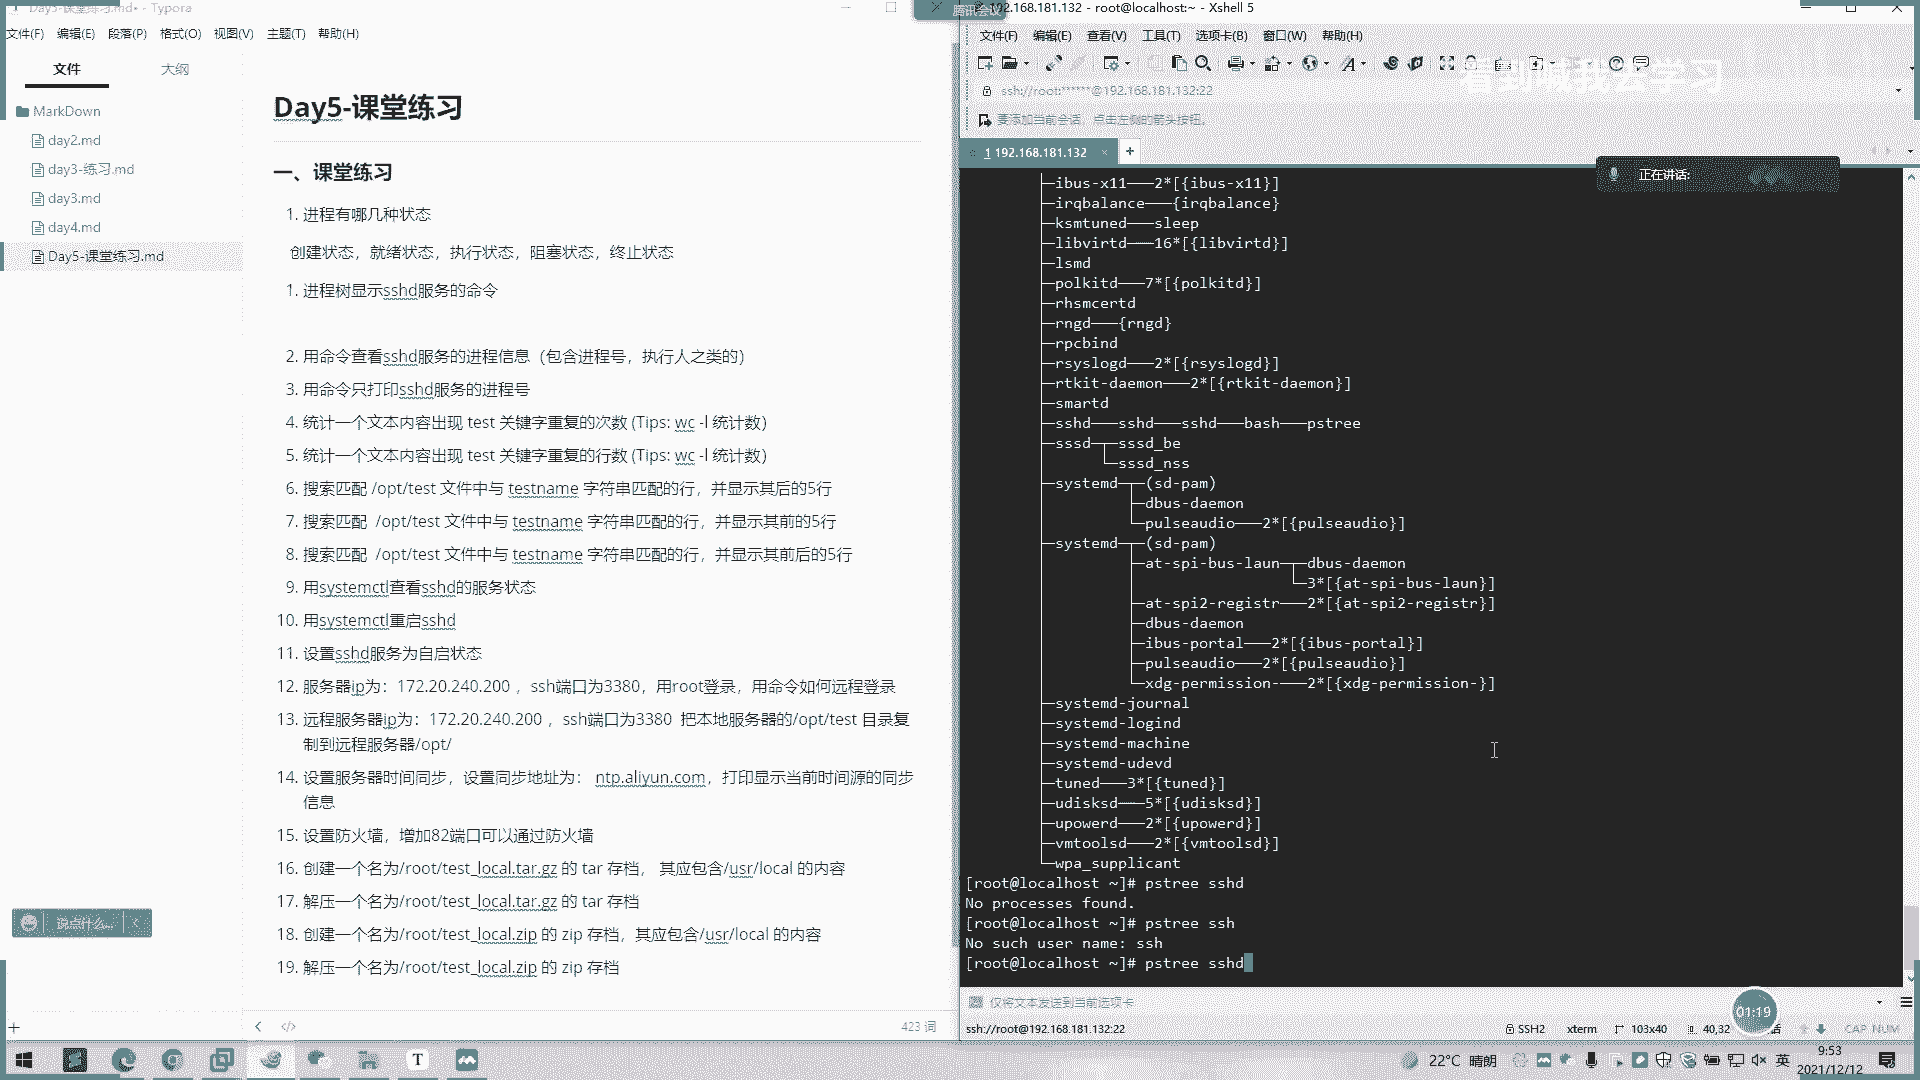 Day5-课堂练习.md - Typora
文件(F) 编辑(E) 段落(P) 格式(O) 视图(V) 主题(T) 帮助(H)
文件 大纲
MarkDown
day2.md
day3-练习.md
day3.md
day4.md
Day5-课堂练习.md
Day5-课堂练习
一、课堂练习
1. 进程有哪几种状态
创建状态，就绪状态，执行状态，阻塞状态，终止状态
1. 进程树显示sshd服务的命令
2. 用命令查看sshd服务的进程信息（包含进程号，执行人之类的）
3. 用命令只打印sshd服务的进程号
4. 统计一个文本内容出现 test 关键字重复的次数 (Tips: wc -l 统计数)
5. 统计一个文本内容出现 test 关键字重复的行数 (Tips: wc -l 统计数)
6. 搜索匹配 /opt/test 文件中与 testname 字符串匹配的行，并显示其后的5行
7. 搜索匹配 /opt/test 文件中与 testname 字符串匹配的行，并显示其前的5行
8. 搜索匹配 /opt/test 文件中与 testname 字符串匹配的行，并显示其前后的5行
9. 用systemctl查看sshd的服务状态
10. 用systemctl重启sshd
11. 设置sshd服务为自启状态
12. 服务器ip为：172.20.240.200 ，ssh端口为3380，用root登录，用命令如何远程登录
13. 远程服务器ip为：172.20.240.200 ，ssh端口为3380 把本地服务器的/opt/test 目录复
制到远程服务器/opt/
14. 设置服务器时间同步，设置同步地址为： ntp.aliyun.com，打印显示当前时间源的同步
信息
15. 设置防火墙，增加82端口可以通过防火墙
16. 创建一个名为/root/test_local.tar.gz 的 tar 存档， 其应包含/usr/local 的内容
17. 解压一个名为/root/test_local.tar.gz 的 tar 存档
18. 创建一个名为/root/test_local.zip 的 zip 存档，其应包含/usr/local 的内容
19. 解压一个名为/root/test_local.zip 的 zip 存档
说点什么...
423 词
腾讯会议
192.168.181.132 - root@localhost:~ - Xshell 5
文件(F) 编辑(E) 查看(V) 工具(T) 选项卡(B) 窗口(W) 帮助(H)
看到喊我去学习
ssh://root:******@192.168.181.132:22
要添加当前会话，点击左侧的箭头按钮。
1 192.168.181.132
正在讲话:
├─ibus-x11───2*[{ibus-x11}]
├─irqbalance───{irqbalance}
├─ksmtuned───sleep
├─libvirtd───16*[{libvirtd}]
├─lsmd
├─polkitd───7*[{polkitd}]
├─rhsmcertd
├─rngd───{rngd}
├─rpcbind
├─rsyslogd───2*[{rsyslogd}]
├─rtkit-daemon───2*[{rtkit-daemon}]
├─smartd
├─sshd───sshd───sshd───bash───pstree
├─sssd─┬─sssd_be
│      └─sssd_nss
├─systemd─┬─(sd-pam)
│         ├─dbus-daemon
│         └─pulseaudio───2*[{pulseaudio}]
├─systemd─┬─(sd-pam)
│         ├─at-spi-bus-laun─┬─dbus-daemon
│         │                 └─3*[{at-spi-bus-laun}]
│         ├─at-spi2-registr───2*[{at-spi2-registr}]
│         ├─dbus-daemon
│         ├─ibus-portal───2*[{ibus-portal}]
│         ├─pulseaudio───2*[{pulseaudio}]
│         └─xdg-permission-───2*[{xdg-permission-}]
├─systemd-journal
├─systemd-logind
├─systemd-machine
├─systemd-udevd
├─tuned───3*[{tuned}]
├─udisksd───5*[{udisksd}]
├─upowerd───2*[{upowerd}]
├─vmtoolsd───2*[{vmtoolsd}]
└─wpa_supplicant
[root@localhost ~]# pstree sshd
No processes found.
[root@localhost ~]# pstree ssh
No such user name: ssh
[root@localhost ~]# pstree sshd
仅将文本发送到当前选项卡
01:19
ssh://root@192.168.181.132:22 SSH2 xterm 103x40 40,32 CAP NUM
22°C 晴朗 英 9:53
2021/12/12